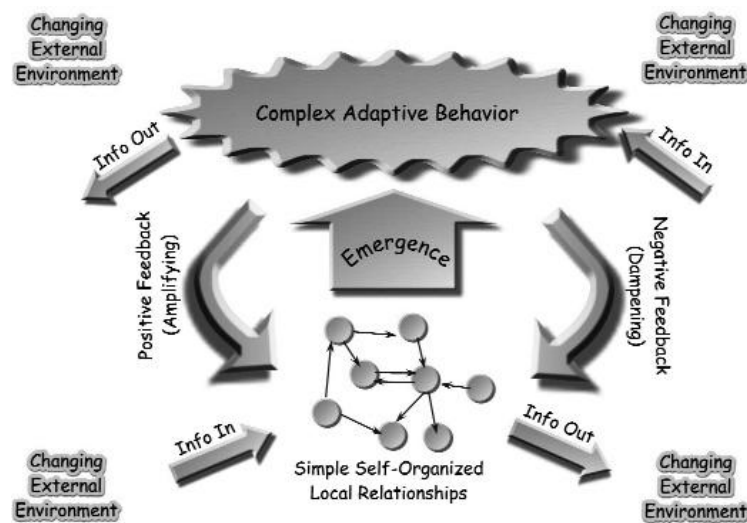 Changing
External
Environment
Changing
External
Environment
Complex Adaptive Behavior
Info Out
Info In
Positive Feedback
(Amplifying)
Emergence
Negative Feedback
(Dampening)
Info In
Info Out
Simple Self-Organized
Local Relationships
Changing
External
Environment
Changing
External
Environment